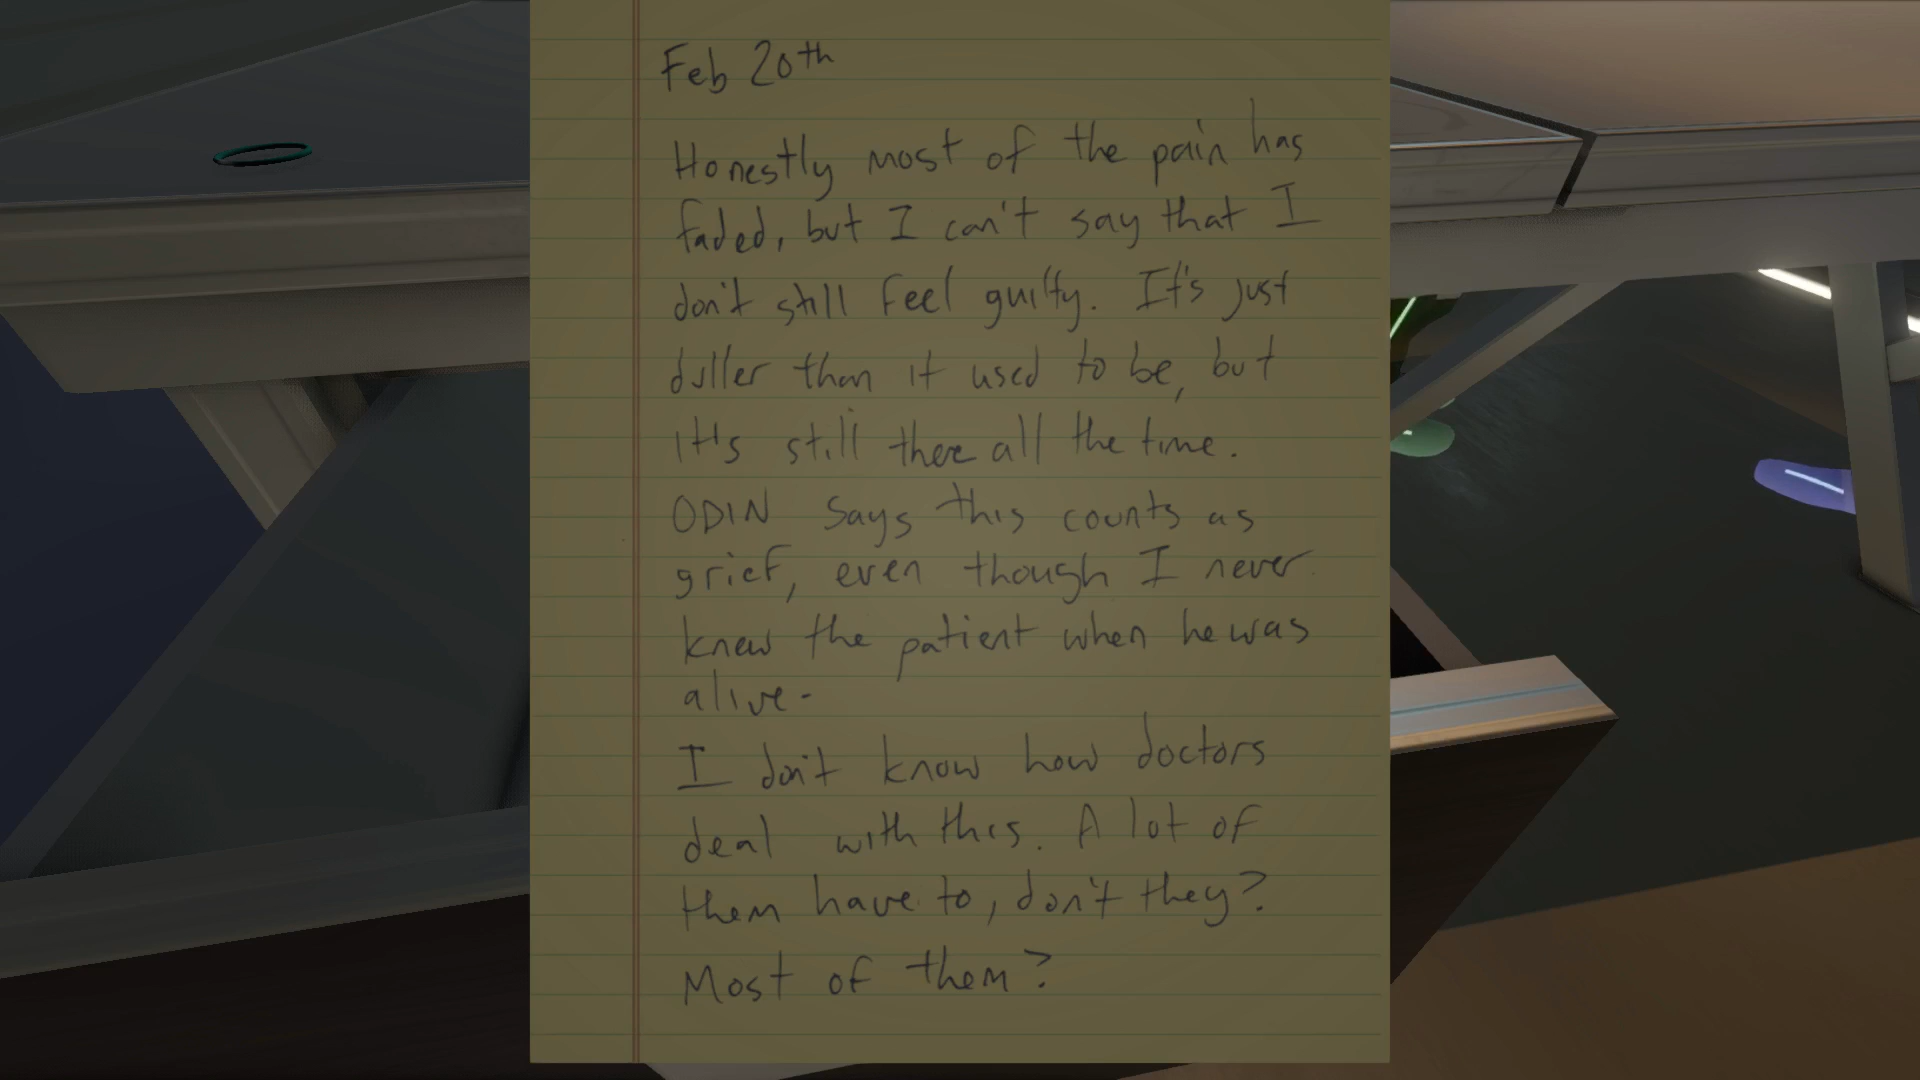 Feb 20th
Honestly most of the pain has
faded, but I can't say that I
don't still feel guilty. It's just
duller than it used to be, but
it's still there all the time.
ODIN says this counts as
grief, even though I never
knew the patient when he was
alive.
I don't know how doctors
deal with this. A lot of
them have to, don't they?
Most of them?